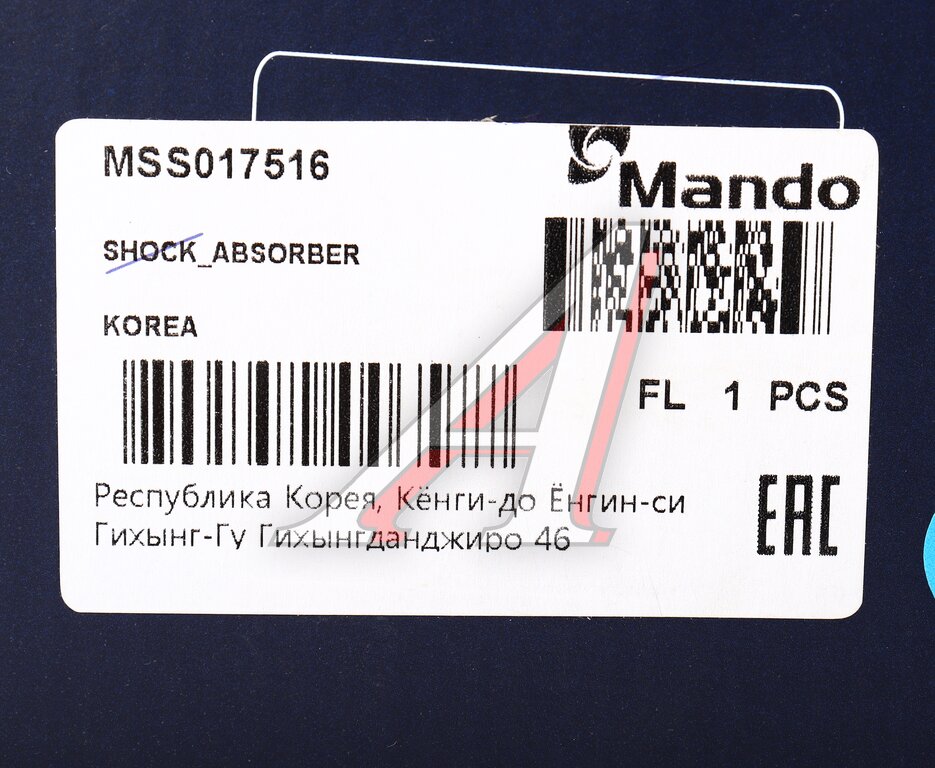 MSS017516
Mando
SHOCK_ABSORBER
KOREA
FL 1 PCS
Республика Корея, Кёнги-до Ёнгин-си
Гихынг-Гу Гихынгданджиро 46
EAC